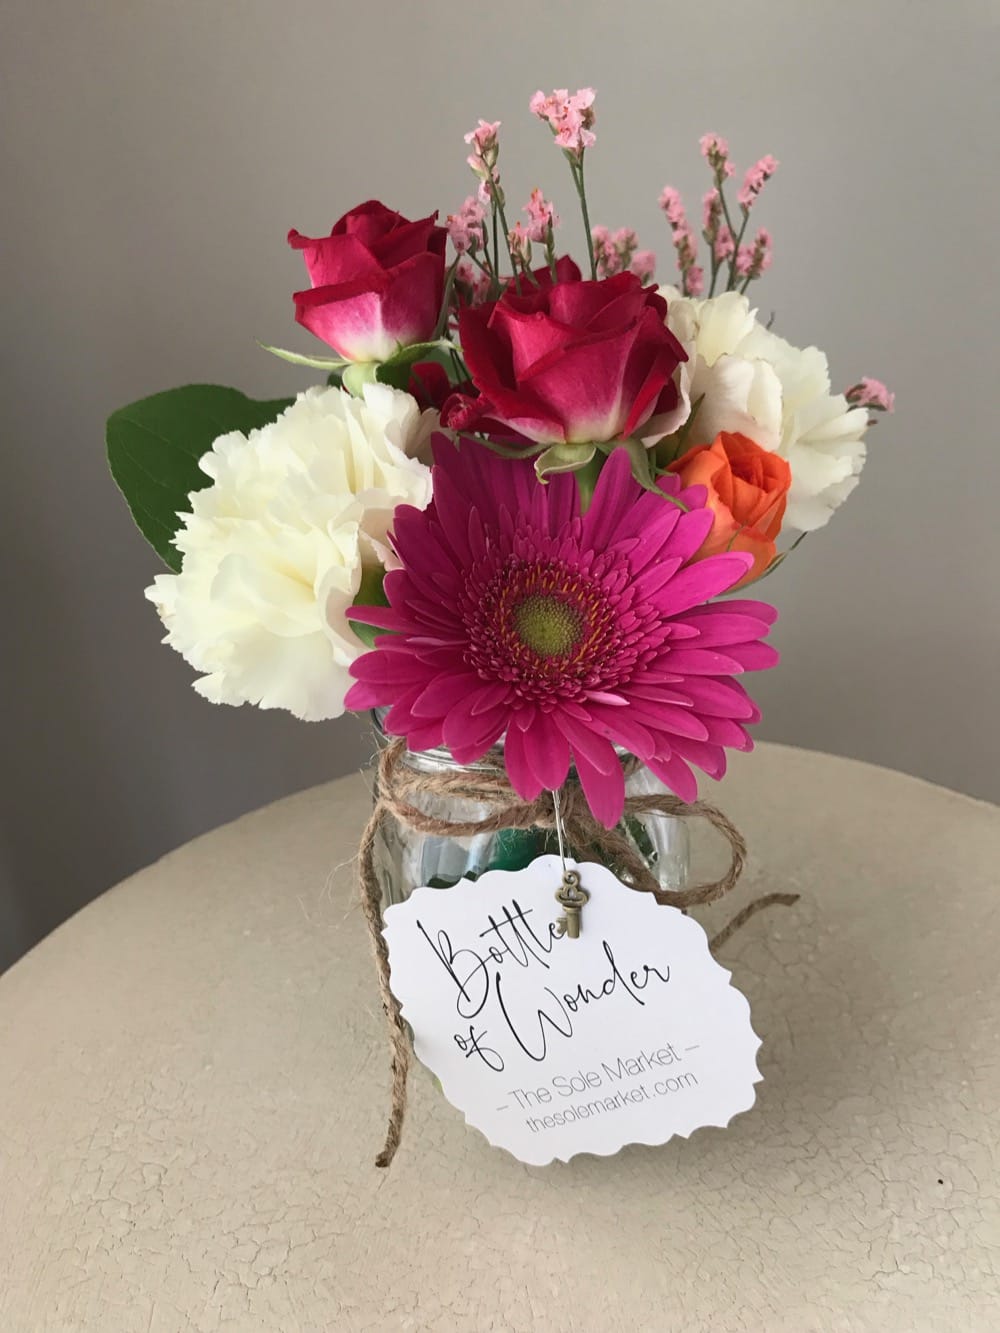 Bottle
of Wonder
– The Sole Market –
thesolemarket.com